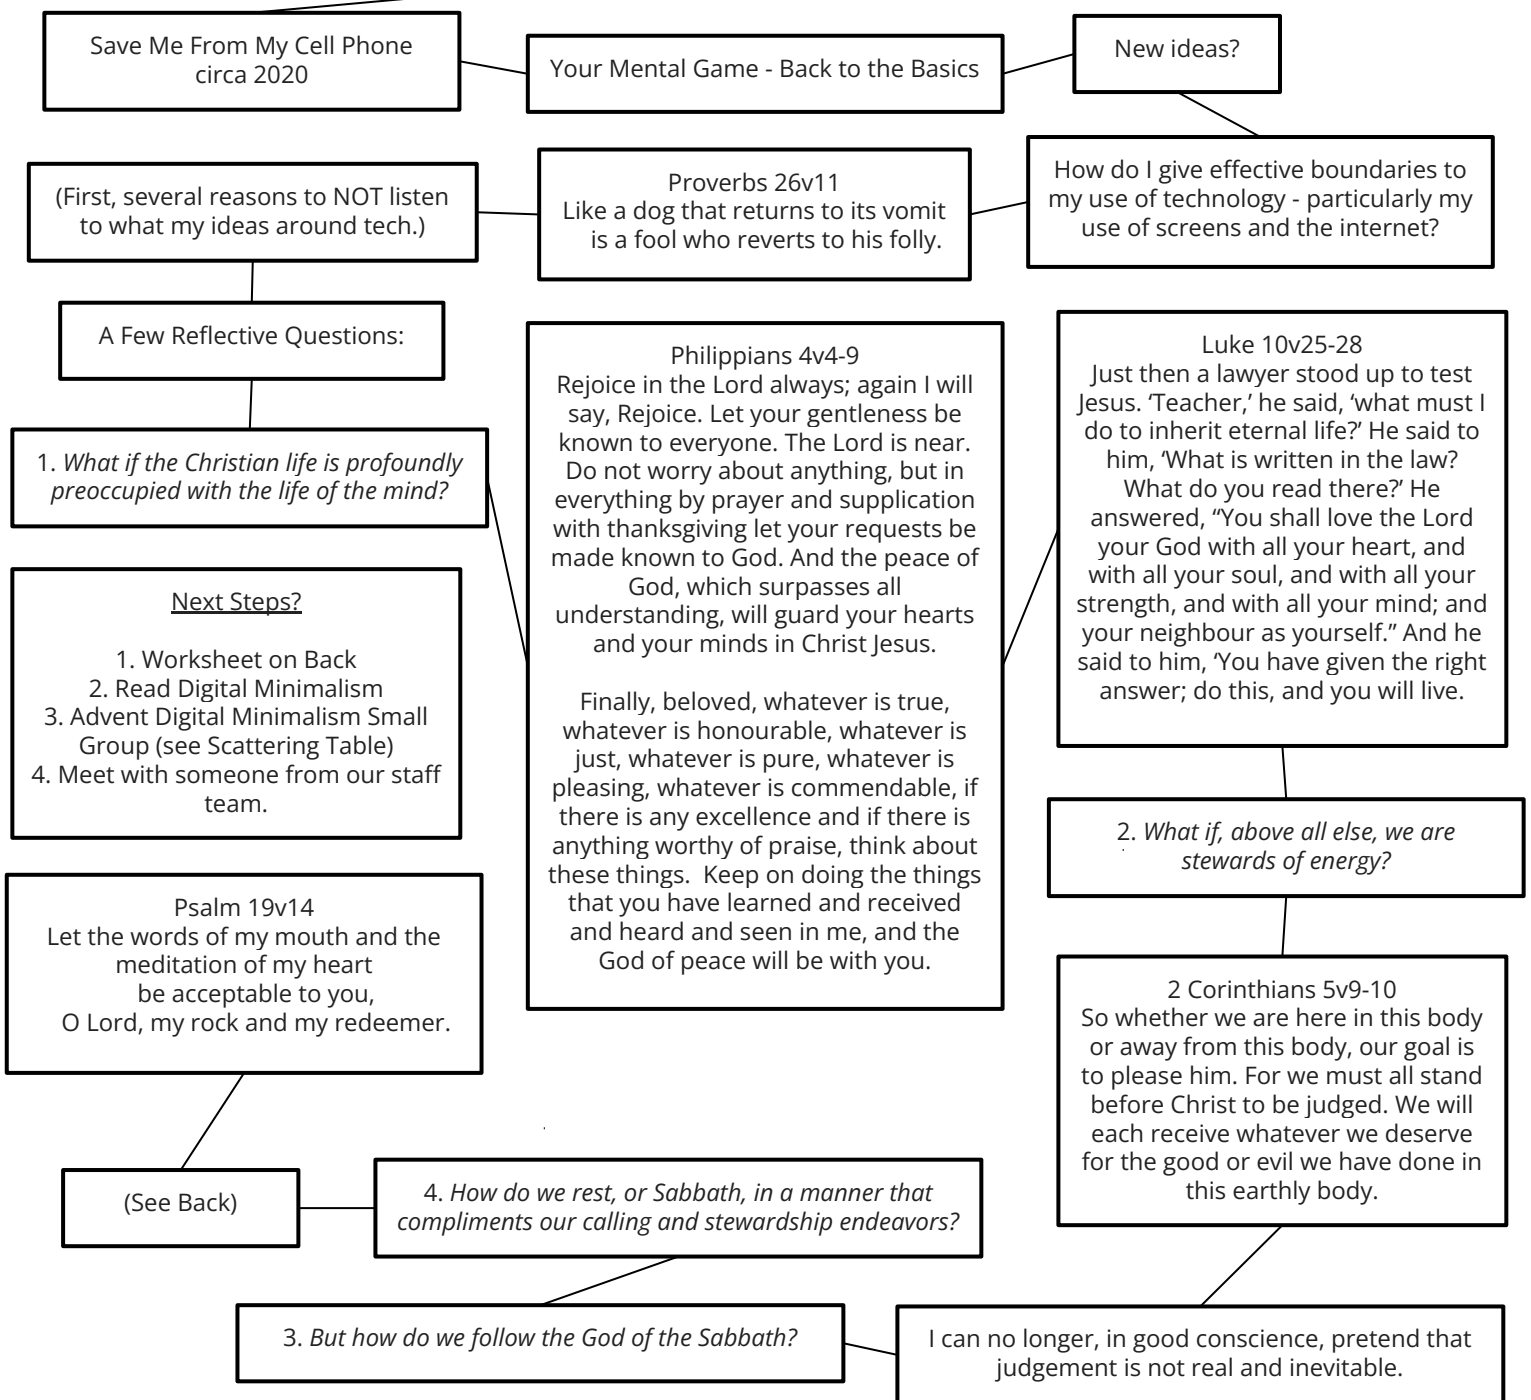 Save Me From My Cell Phone
circa 2020
Your Mental Game - Back to the Basics
New ideas?
How do I give effective boundaries to
my use of technology - particularly my
use of screens and the internet?
Proverbs 26v11
Like a dog that returns to its vomit
is a fool who reverts to his folly.
(First, several reasons to NOT listen
to what my ideas around tech.)
A Few Reflective Questions:
1. What if the Christian life is profoundly
preoccupied with the life of the mind?
Philippians 4v4-9
Rejoice in the Lord always; again I will
say, Rejoice. Let your gentleness be
known to everyone. The Lord is near.
Do not worry about anything, but in
everything by prayer and supplication
with thanksgiving let your requests be
made known to God. And the peace of
God, which surpasses all
understanding, will guard your hearts
and your minds in Christ Jesus.
Finally, beloved, whatever is true,
whatever is honourable, whatever is
just, whatever is pure, whatever is
pleasing, whatever is commendable, if
there is any excellence and if there is
anything worthy of praise, think about
these things.  Keep on doing the things
that you have learned and received
and heard and seen in me, and the
God of peace will be with you.
Luke 10v25-28
Just then a lawyer stood up to test
Jesus. ‘Teacher,’ he said, ‘what must I
do to inherit eternal life?’ He said to
him, ‘What is written in the law?
What do you read there?’ He
answered, “You shall love the Lord
your God with all your heart, and
with all your soul, and with all your
strength, and with all your mind; and
your neighbour as yourself.” And he
said to him, ‘You have given the right
answer; do this, and you will live.
2. What if, above all else, we are
stewards of energy?
2 Corinthians 5v9-10
So whether we are here in this body
or away from this body, our goal is
to please him. For we must all stand
before Christ to be judged. We will
each receive whatever we deserve
for the good or evil we have done in
this earthly body.
I can no longer, in good conscience, pretend that
judgement is not real and inevitable.
3. But how do we follow the God of the Sabbath?
4. How do we rest, or Sabbath, in a manner that
compliments our calling and stewardship endeavors?
(See Back)
Psalm 19v14
Let the words of my mouth and the
meditation of my heart
be acceptable to you,
O Lord, my rock and my redeemer.
Next Steps?
1. Worksheet on Back
2. Read Digital Minimalism
3. Advent Digital Minimalism Small
Group (see Scattering Table)
4. Meet with someone from our staff
team.